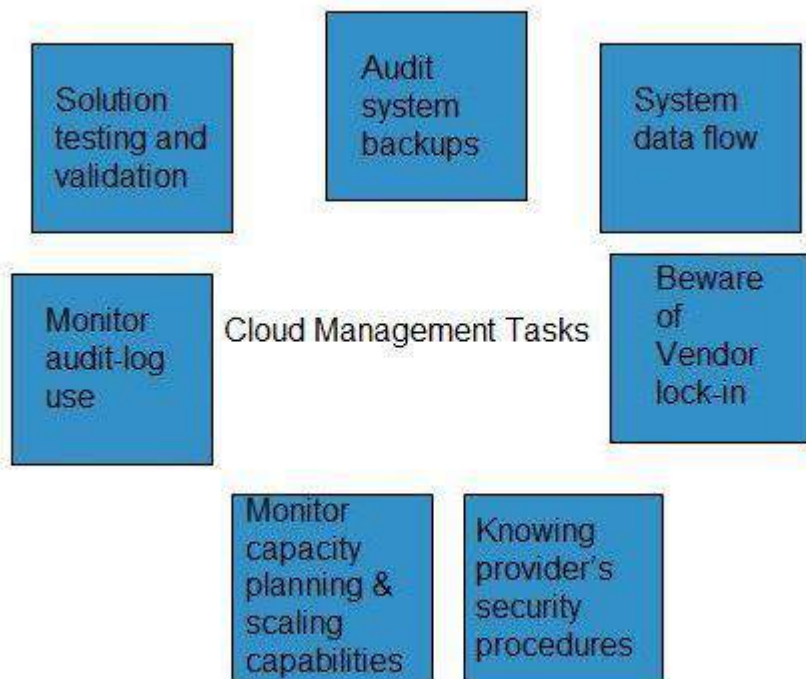 Solution
testing and
validation
Audit
system
backups
System
data flow
Monitor
audit-log
use
Cloud Management Tasks
Beware
of
Vendor
lock-in
Monitor
capacity
planning &
scaling
capabilities
Knowing
provider's
security
procedures